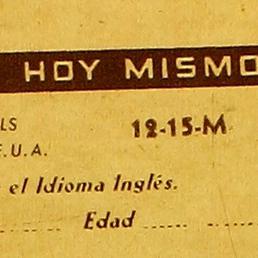 HOY MISMO
LS 12-15-M
E.U.A.
el Idioma Inglés.
Edad